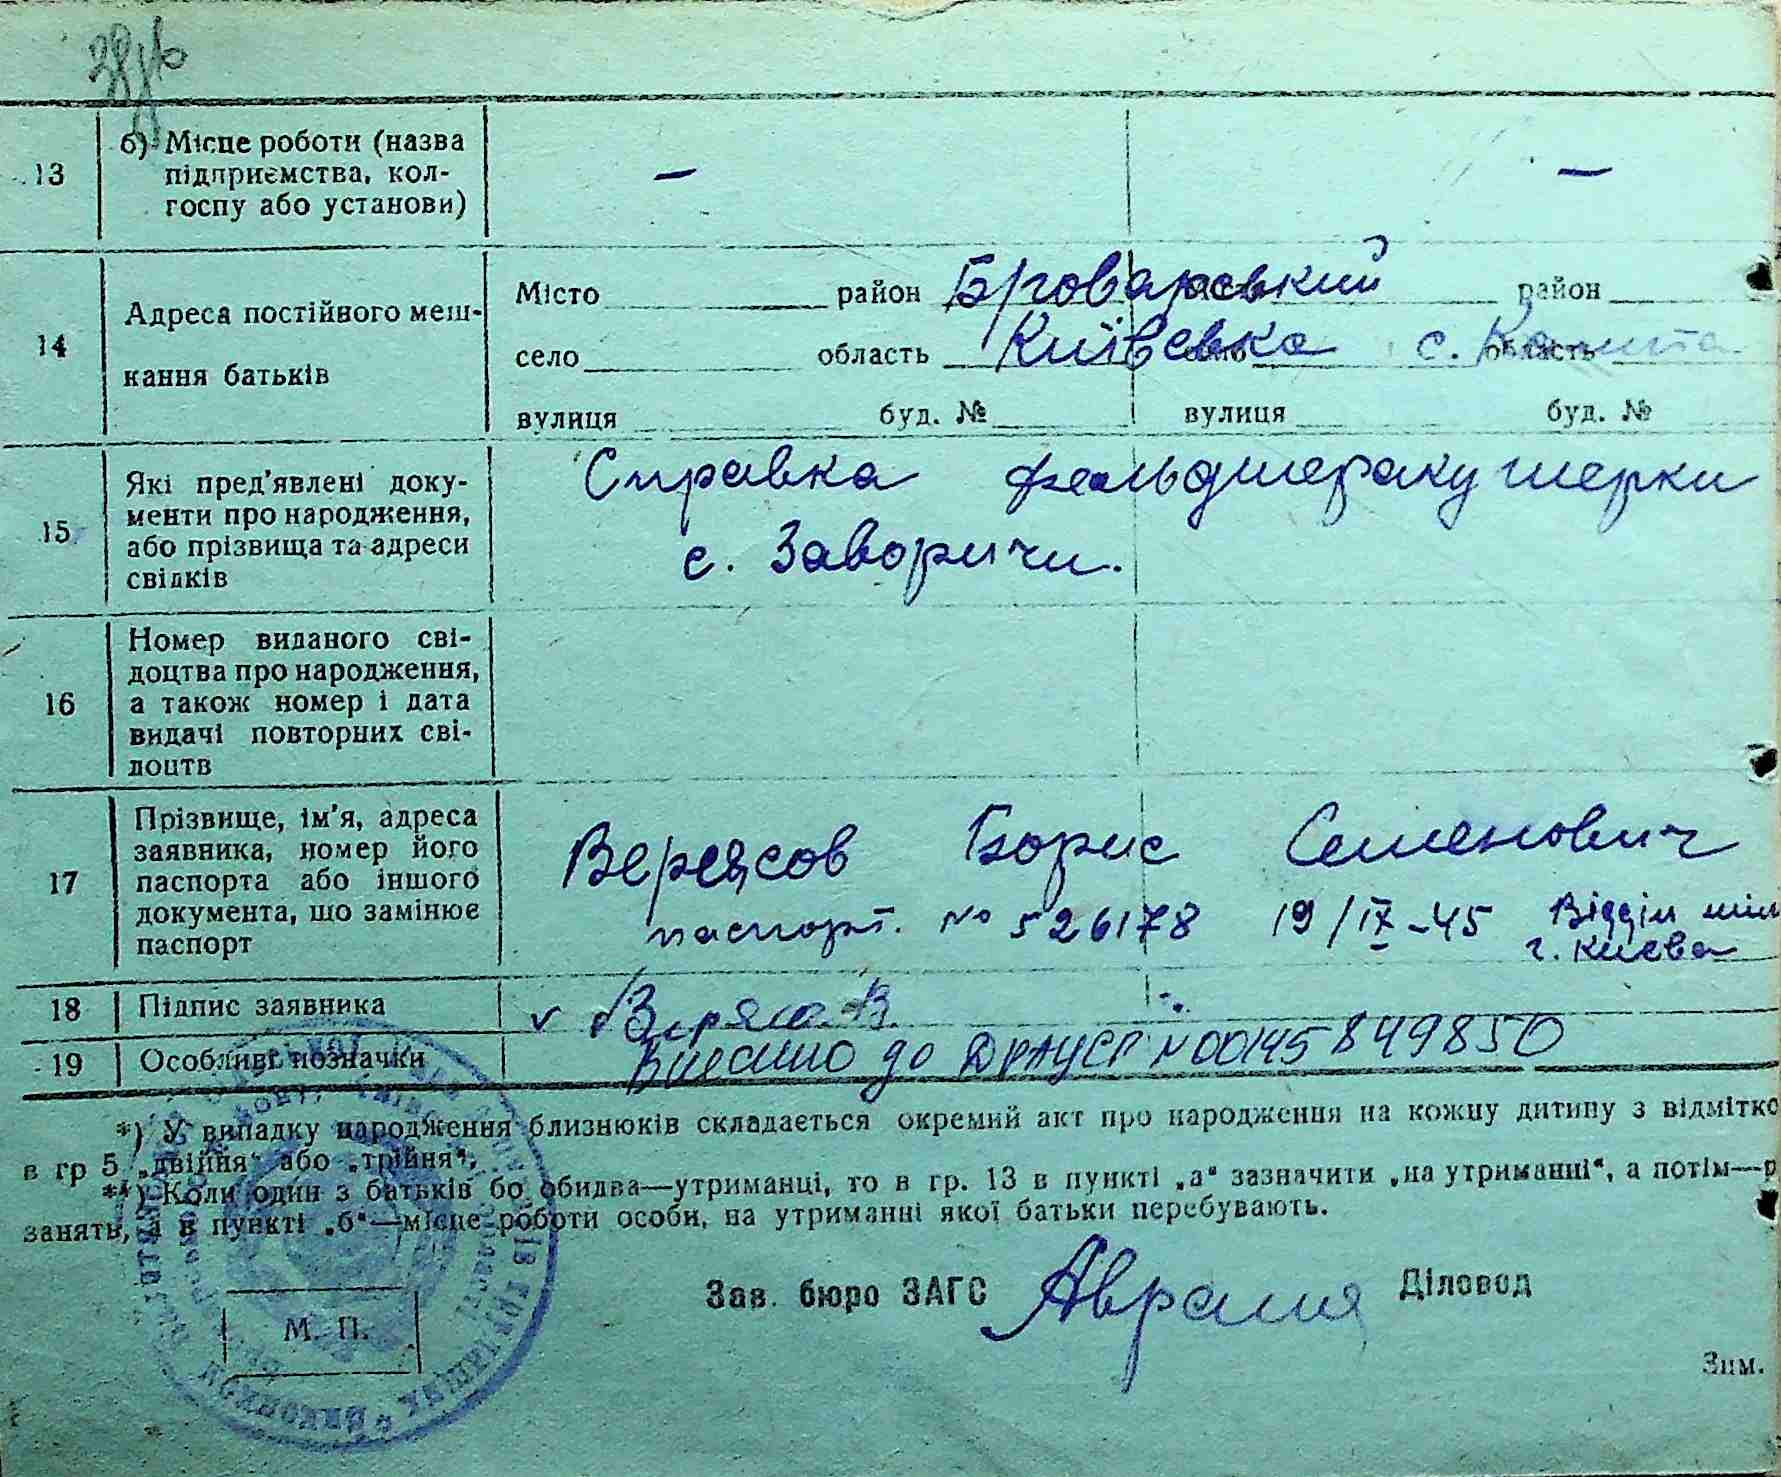 13 б) Місце роботи (назва
підприємства, кол-
госпу або установи) — —
14 Адреса постійного меш-
кання батьків
Місто район Броварський район
село область Київська село с. область
вулиця буд. № вулиця буд. №
15 Які пред'явлені доку-
менти про народження,
або прізвища та адреси
свідків
Справка фельдшеракушерки
с. Заворичи.
16 Номер виданого сві-
доцтва про народження,
а також номер і дата
видачі повторних сві-
доцтв
17 Прізвище, ім'я, адреса
заявника, номер його
паспорта або іншого
документа, що замінює
паспорт
Верясов Борис Семенович
паспорт. № 526178 19/IX-45 Відділ міл
г. Києва
18 Підпис заявника v
19 Особливі позначки Внесено до ДРАЦСГ N 00145849850
*) У випадку народження близнюків складається окремий акт про народження на кожну дитину з відмітко
в гр 5 „двійня“ або „трійня“,
**) Коли один з батьків бо обидва—утриманці, то в гр. 13 в пункті „а“ зазначити „на утриманні“, а потім—р
занять, а в пункті „б“—місце роботи особи, на утриманні якої батьки перебувають.
Зав. бюро ЗАГС Діловод
М. П.
Зим.